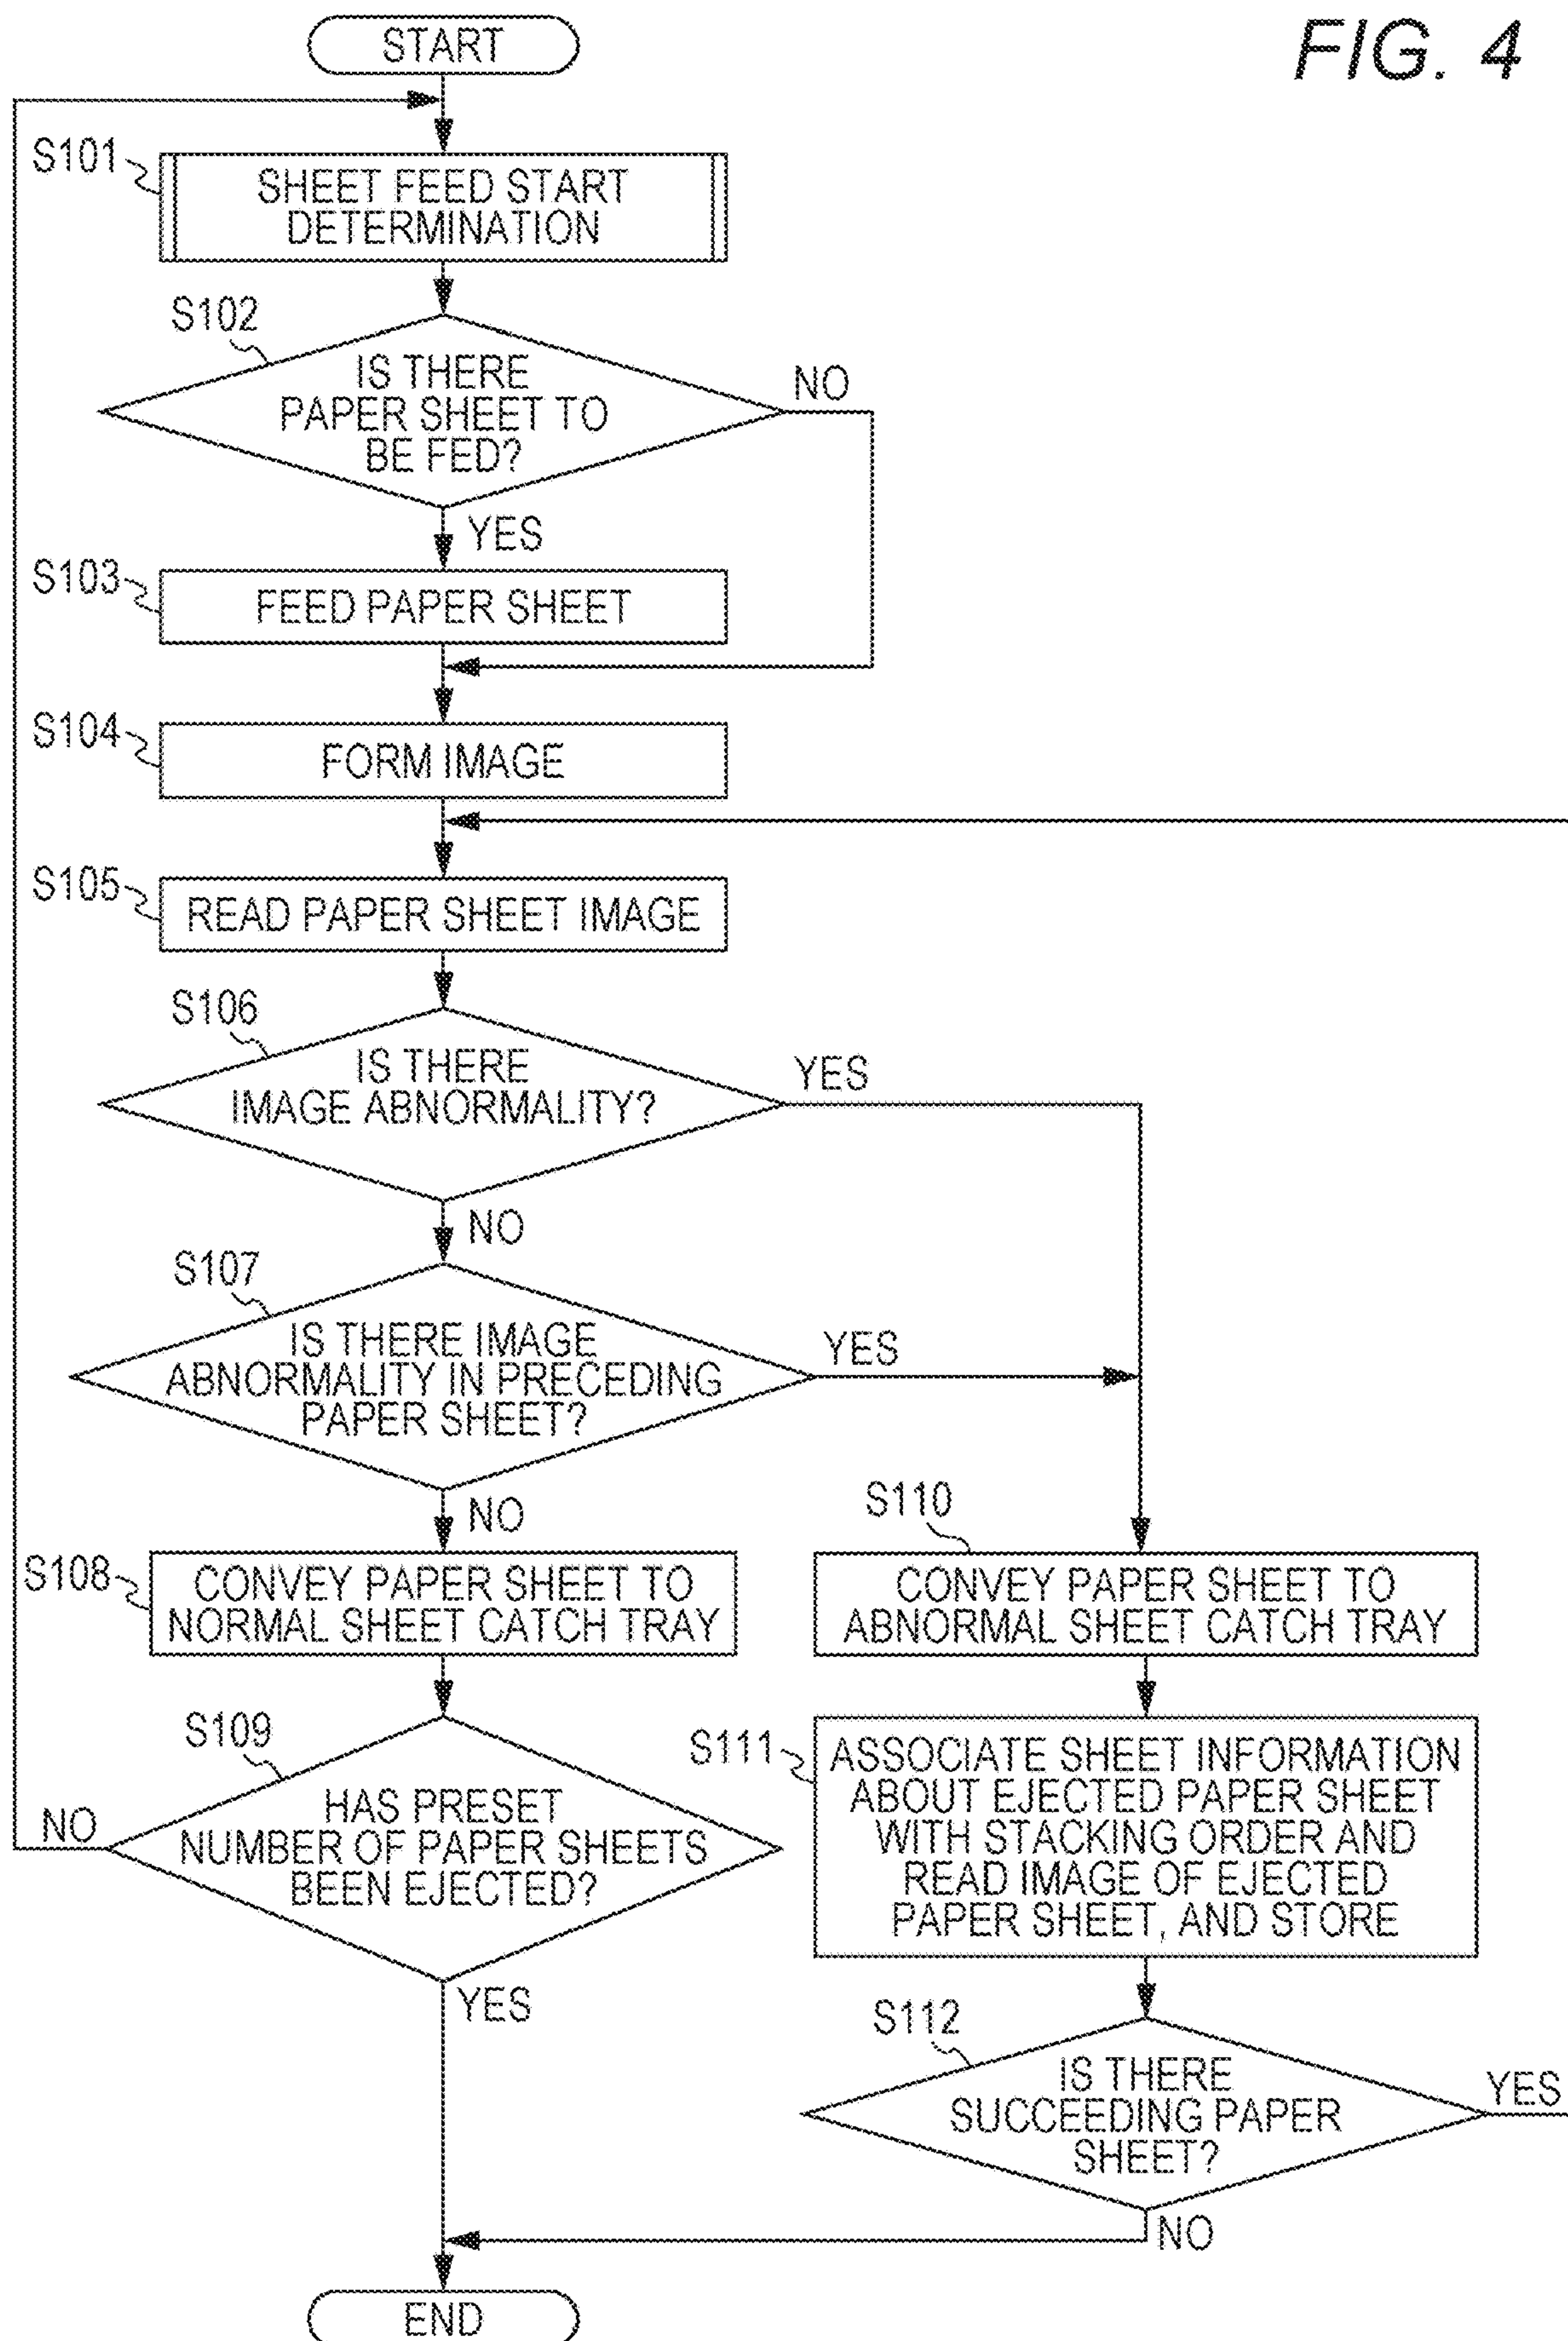 FIG. 4
START
S101
SHEET FEED START
DETERMINATION
S102
IS THERE
PAPER SHEET TO
BE FED?
NO
YES
S103
FEED PAPER SHEET
S104
FORM IMAGE
S105
READ PAPER SHEET IMAGE
S106
IS THERE
IMAGE ABNORMALITY?
YES
NO
S107
IS THERE IMAGE
ABNORMALITY IN PRECEDING
PAPER SHEET?
YES
NO
S108
CONVEY PAPER SHEET TO
NORMAL SHEET CATCH TRAY
S110
CONVEY PAPER SHEET TO
ABNORMAL SHEET CATCH TRAY
S109
HAS PRESET
NUMBER OF PAPER SHEETS
BEEN EJECTED?
NO
YES
S111
ASSOCIATE SHEET INFORMATION
ABOUT EJECTED PAPER SHEET
WITH STACKING ORDER AND
READ IMAGE OF EJECTED
PAPER SHEET, AND STORE
S112
IS THERE
SUCCEEDING PAPER
SHEET?
YES
NO
END